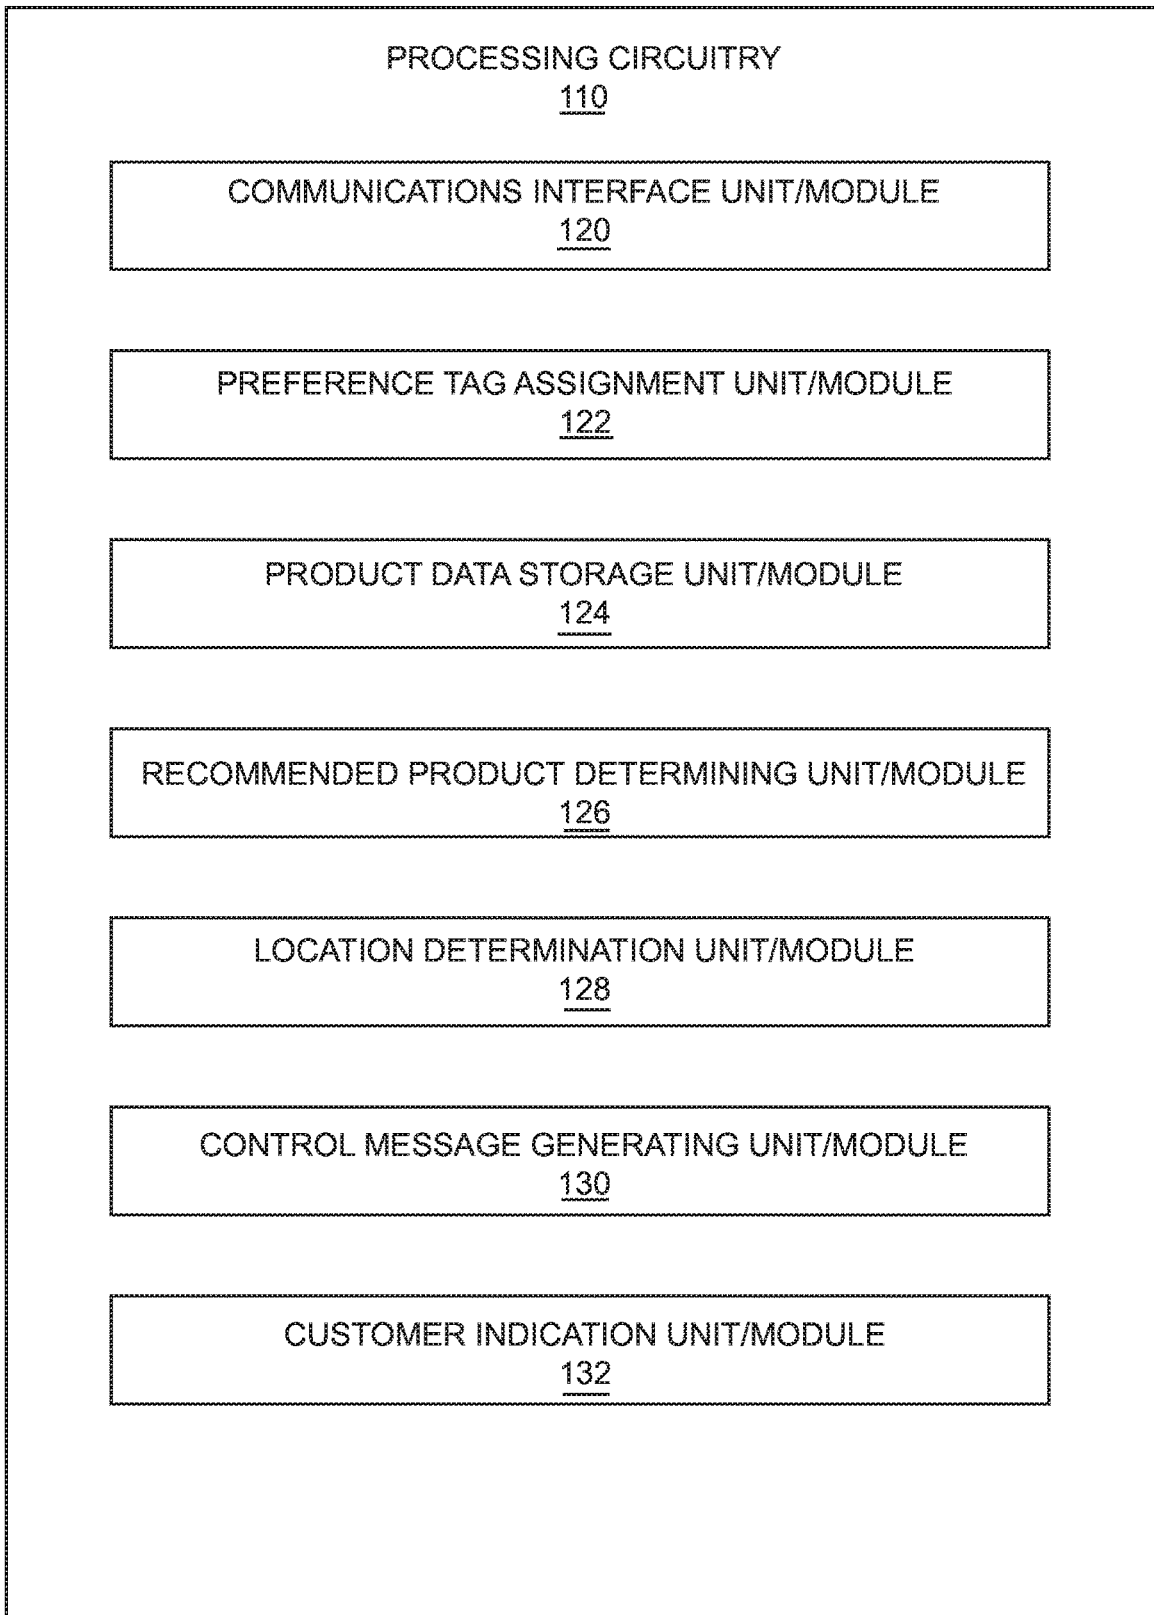 PROCESSING CIRCUITRY
110
COMMUNICATIONS INTERFACE UNIT/MODULE
120
PREFERENCE TAG ASSIGNMENT UNIT/MODULE
122
PRODUCT DATA STORAGE UNIT/MODULE
124
RECOMMENDED PRODUCT DETERMINING UNIT/MODULE
126
LOCATION DETERMINATION UNIT/MODULE
128
CONTROL MESSAGE GENERATING UNIT/MODULE
130
CUSTOMER INDICATION UNIT/MODULE
132